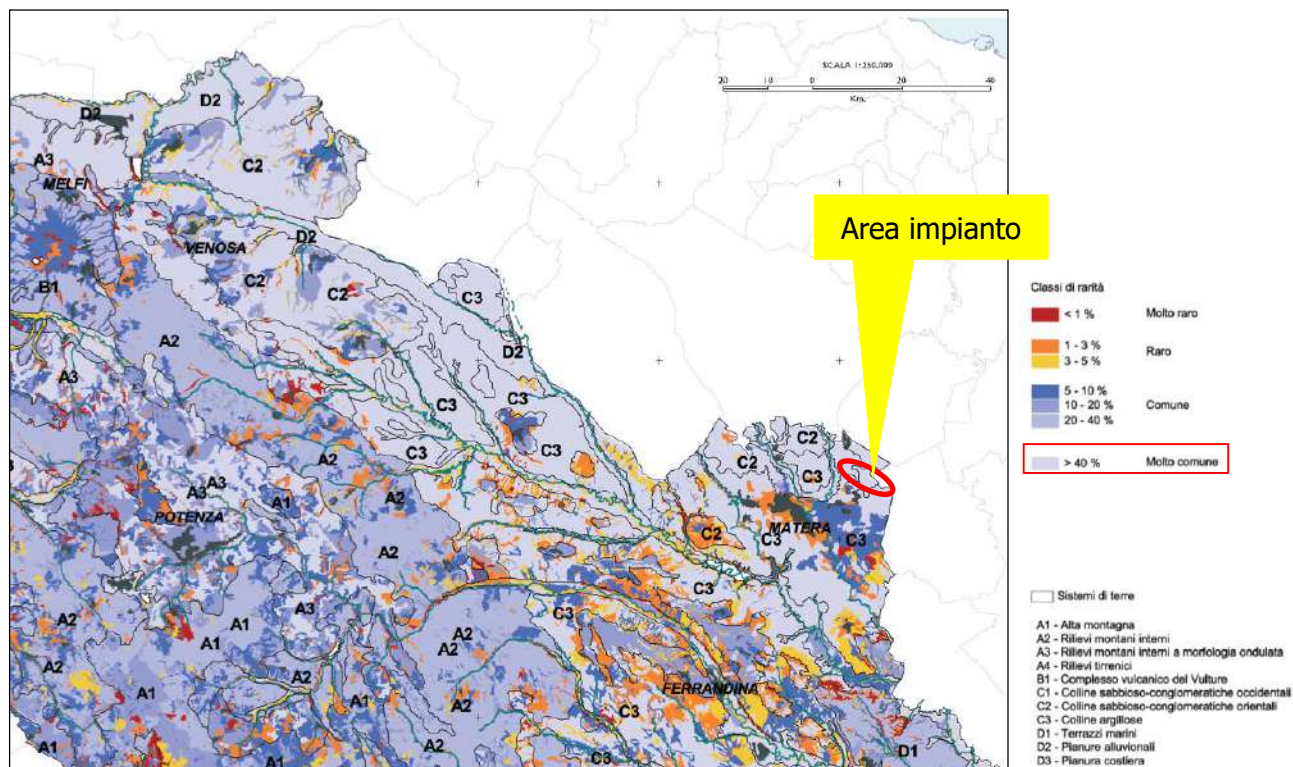 SCALA 1:250,000
20 10 0 20 40
Km.
D2
D2
C2
A3
MELFI
Area impianto
VENOSA
D2
C2
C2
C3
B1
A2
D2
A3
C3
C3
C3
C2
C2
C3
A2
A3
A3
A1
A2
POTENZA
C2
MATERA
C3
C3
A2
C3
A3
A1
A2
A1
C3
A2
A2
A2
A1
A1
A2
FERRANDINA
C3
A1
A1
A2
C3
D1
Classi di rarità
< 1 % Molto raro
1 - 3 % Raro
3 - 5 %
5 - 10 %
10 - 20 % Comune
20 - 40 %
> 40 % Molto comune
Sistemi di terre
A1 - Alta montagna
A2 - Rilievi montani interni
A3 - Rilievi montani interni a morfologia ondulata
A4 - Rilievi tirrenici
B1 - Complesso vulcanico del Vulture
C1 - Colline sabbioso-conglomeratiche occidentali
C2 - Colline sabbioso-conglomeratiche orientali
C3 - Colline argillose
D1 - Terrazzi marini
D2 - Pianure alluvionali
D3 - Pianura costiera